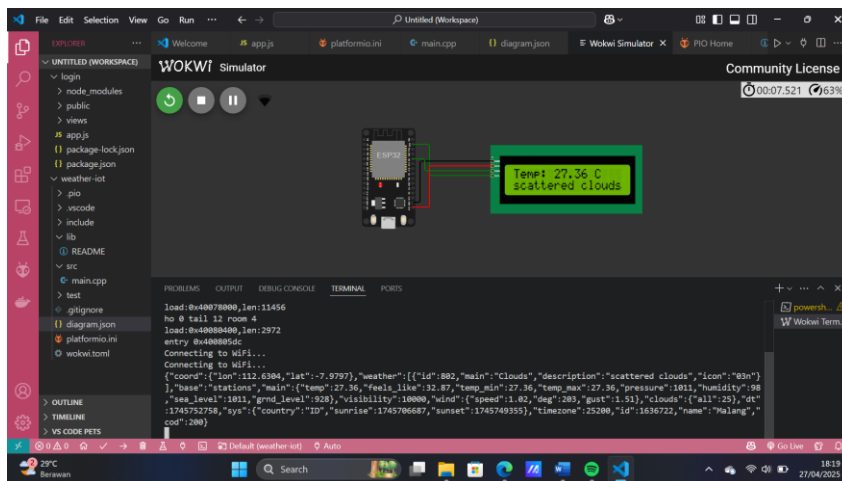 File Edit Selection View Go Run ··· Untitled (Workspace)
EXPLORER ··· Welcome JS app.js platformio.ini main.cpp {} diagram.json Wokwi Simulator PIO Home
UNTITLED (WORKSPACE)
login
node_modules
public
views
JS app.js
{} package-lock.json
{} package.json
weather-iot
.pio
.vscode
include
lib
README
src
main.cpp
test
.gitignore
{} diagram.json
platformio.ini
wokwi.toml
OUTLINE
TIMELINE
VS CODE PETS
WOKWI Simulator
Community License
00:07.521 63%
ESP32
Temp: 27.36 C
scattered clouds
PROBLEMS OUTPUT DEBUG CONSOLE TERMINAL PORTS
powersh...
Wokwi Term...
load:0x40078000,len:11456
ho 0 tail 12 room 4
load:0x40080400,len:2972
entry 0x400805dc
Connecting to WiFi...
Connecting to WiFi...
{"coord":{"lon":112.6304,"lat":-7.9797},"weather":[{"id":802,"main":"Clouds","description":"scattered clouds","icon":"03n"}
],"base":"stations","main":{"temp":27.36,"feels_like":32.87,"temp_min":27.36,"temp_max":27.36,"pressure":1011,"humidity":98
,"sea_level":1011,"grnd_level":928},"visibility":10000,"wind":{"speed":1.02,"deg":203,"gust":1.51},"clouds":{"all":25},"dt"
:1745752758,"sys":{"country":"ID","sunrise":1745706687,"sunset":1745749355},"timezone":25200,"id":1636722,"name":"Malang","
cod":200}
0 0 0 Default (weather-iot) Auto Go Live
29°C
Berawan
Search
18:19
27/04/2025